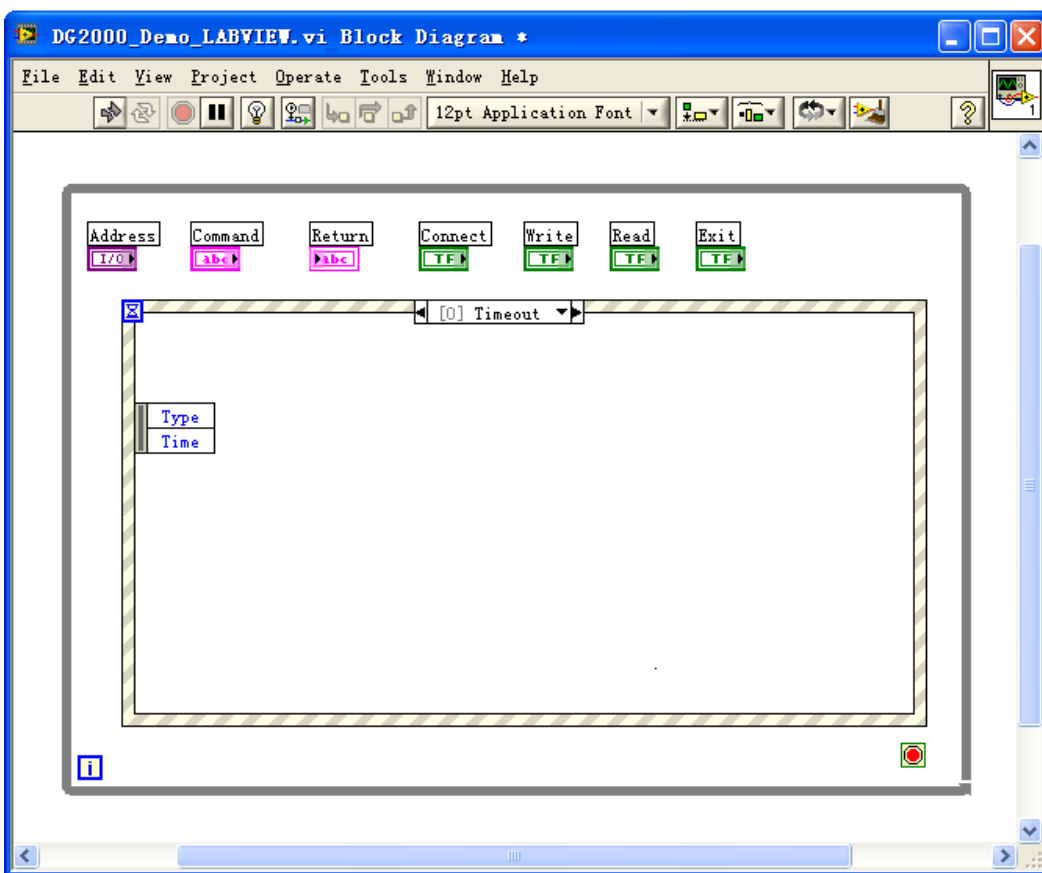 DG2000_Demo_LABVIEW.vi Block Diagram *
File Edit View Project Operate Tools Window Help
12pt Application Font
?
1
Address Command Return Connect Write Read Exit
I/O abc abc TF TF TF TF
[0] Timeout
Type
Time
i